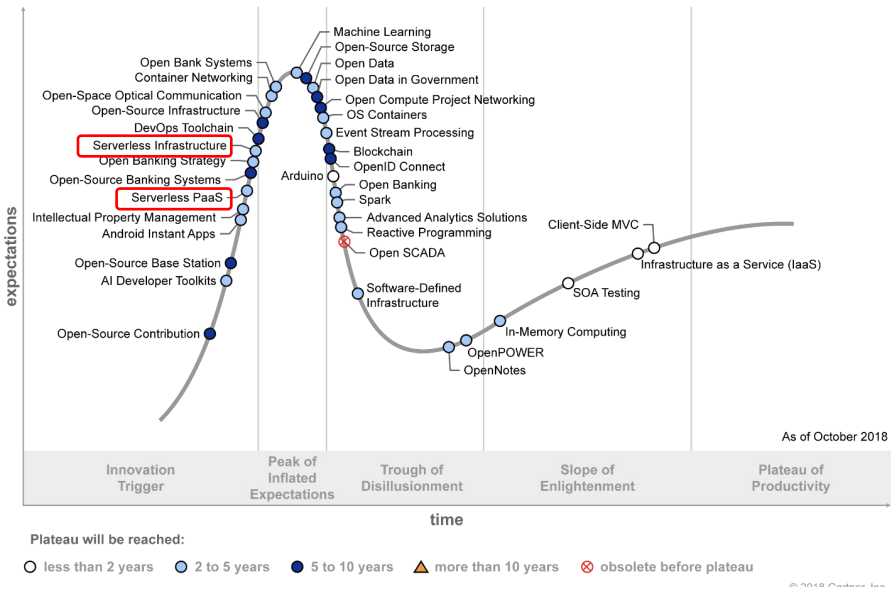 Machine Learning
Open-Source Storage
Open Bank Systems
Open Data
Container Networking
Open Data in Government
Open-Space Optical Communication
Open Compute Project Networking
Open-Source Infrastructure
OS Containers
DevOps Toolchain
Event Stream Processing
Serverless Infrastructure
Blockchain
Open Banking Strategy
OpenID Connect
Open-Source Banking Systems
Arduino
Open Banking
Serverless PaaS
Spark
Intellectual Property Management
Advanced Analytics Solutions
Android Instant Apps
Reactive Programming
Client-Side MVC
Open SCADA
Open-Source Base Station
Infrastructure as a Service (IaaS)
AI Developer Toolkits
Software-Defined
Infrastructure
SOA Testing
Open-Source Contribution
In-Memory Computing
OpenPOWER
OpenNotes
expectations
As of October 2018
Innovation
Trigger
Peak of
Inflated
Expectations
Trough of
Disillusionment
Slope of
Enlightenment
Plateau of
Productivity
time
Plateau will be reached:
less than 2 years
2 to 5 years
5 to 10 years
more than 10 years
obsolete before plateau
© 2018 Gartner, Inc.